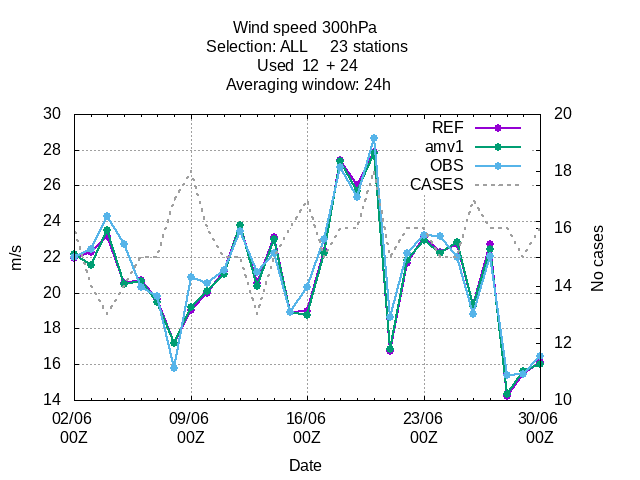 Wind speed 300hPa
Selection: ALL     23 stations
Used  12  + 24
Averaging window: 24h
30 20
REF
28 amv1 18
OBS
26 CASES
24 16
22
m/s No cases
20 14
18
16 12
14 10
02/06 09/06 16/06 23/06 30/06
00Z 00Z 00Z 00Z 00Z
Date